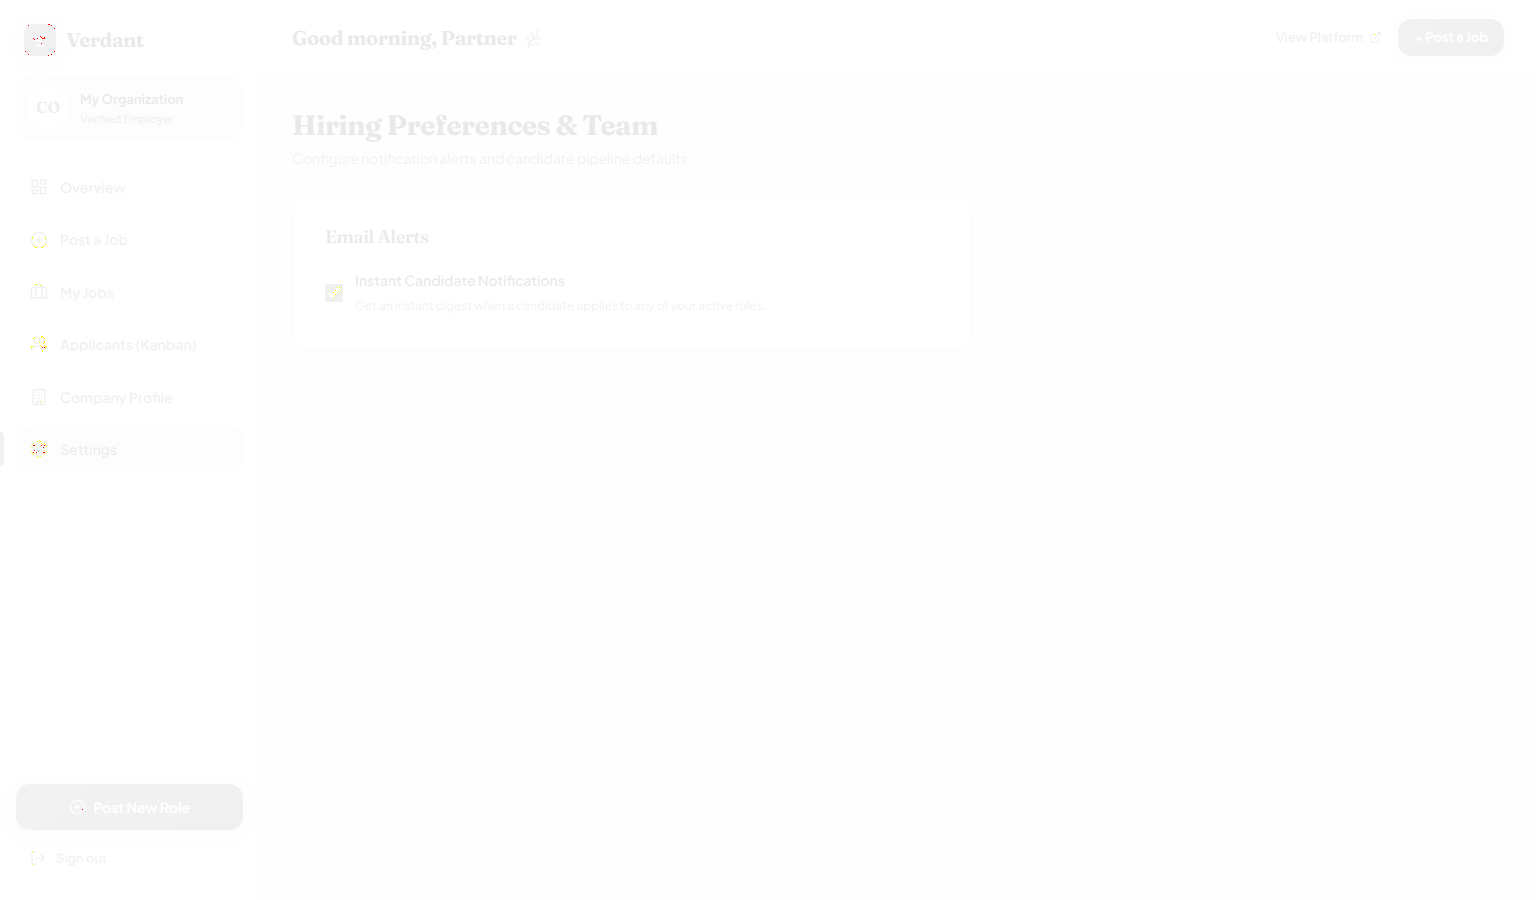 Verdant
CO
My Organization
Verified Employer
Overview
Post a Job
My Jobs
Applicants (Kanban)
Company Profile
Settings
Post New Role
Sign out
Good morning, Partner
View Platform
+ Post a Job
Hiring Preferences & Team
Configure notification alerts and candidate pipeline defaults.
Email Alerts
Instant Candidate Notifications
Get an instant digest when a candidate applies to any of your active roles.